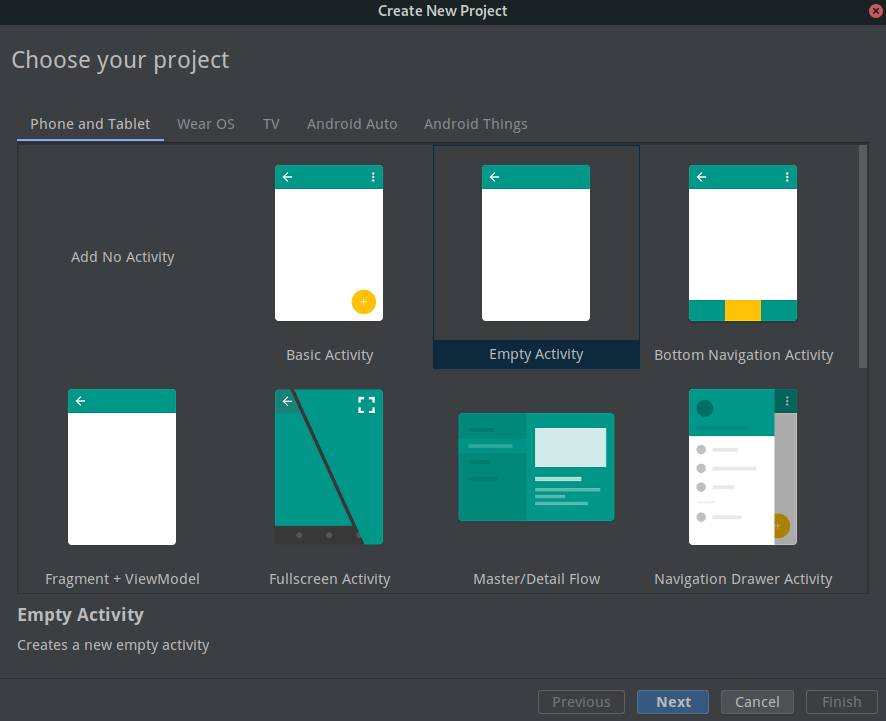 Create New Project
Choose your project
Phone and Tablet Wear OS TV Android Auto Android Things
Add No Activity
Basic Activity
Empty Activity
Bottom Navigation Activity
Fragment + ViewModel
Fullscreen Activity
Master/Detail Flow
Navigation Drawer Activity
Empty Activity
Creates a new empty activity
Previous Next Cancel Finish